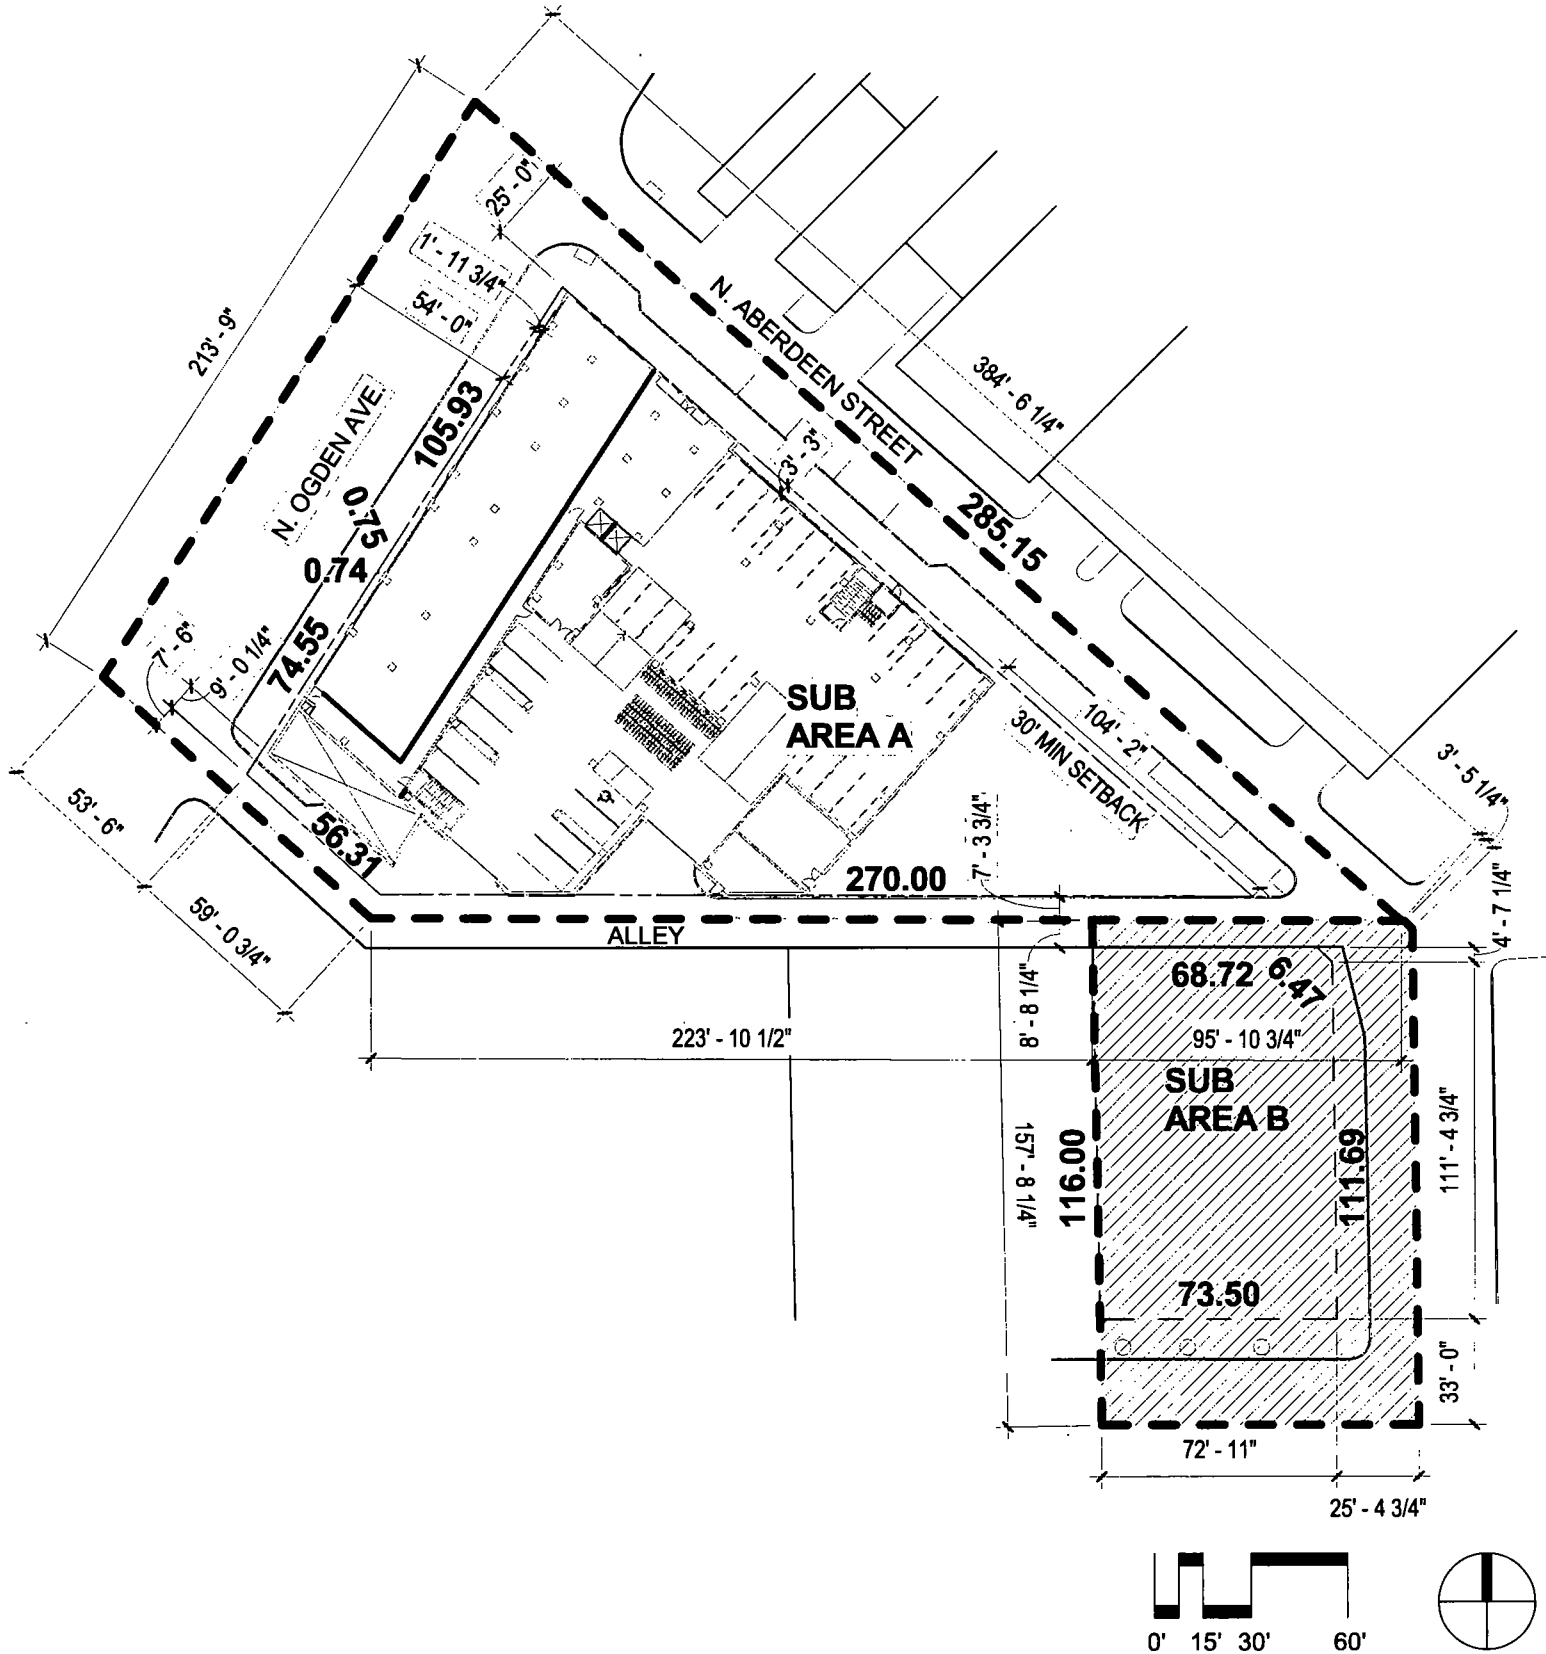 25' - 0"
1' - 11 3/4"
54' - 0"
213' - 9"
N. ABERDEEN STREET
384' - 6 1/4"
N. OGDEN AVE.
105.93
3' - 3"
0.75
0.74
285.15
74.55
7' - 6"
9' - 0 1/4"
SUB
AREA A
104' - 2"
30' MIN SETBACK
3' - 5 1/4"
53' - 6"
56.31
7' - 3 3/4"
270.00
59' - 0 3/4"
4' - 7 1/4"
ALLEY
68.72
6.47
8' - 8 1/4"
223' - 10 1/2"
95' - 10 3/4"
SUB
AREA B
157' - 8 1/4"
116.00
111.69
111' - 4 3/4"
73.50
33' - 0"
72' - 11"
25' - 4 3/4"
0' 15' 30' 60'